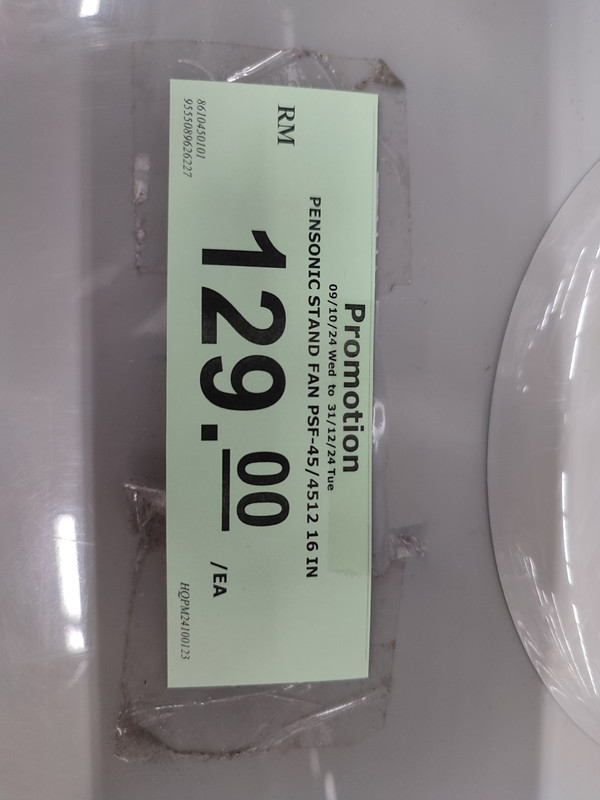 Promotion
09/10/24 Wed to 31/12/24 Tue
PENSONIC STAND FAN PSF-45/4512 16 IN
RM
129.00
/EA
8610450101
9555089626227
HQPM24100123